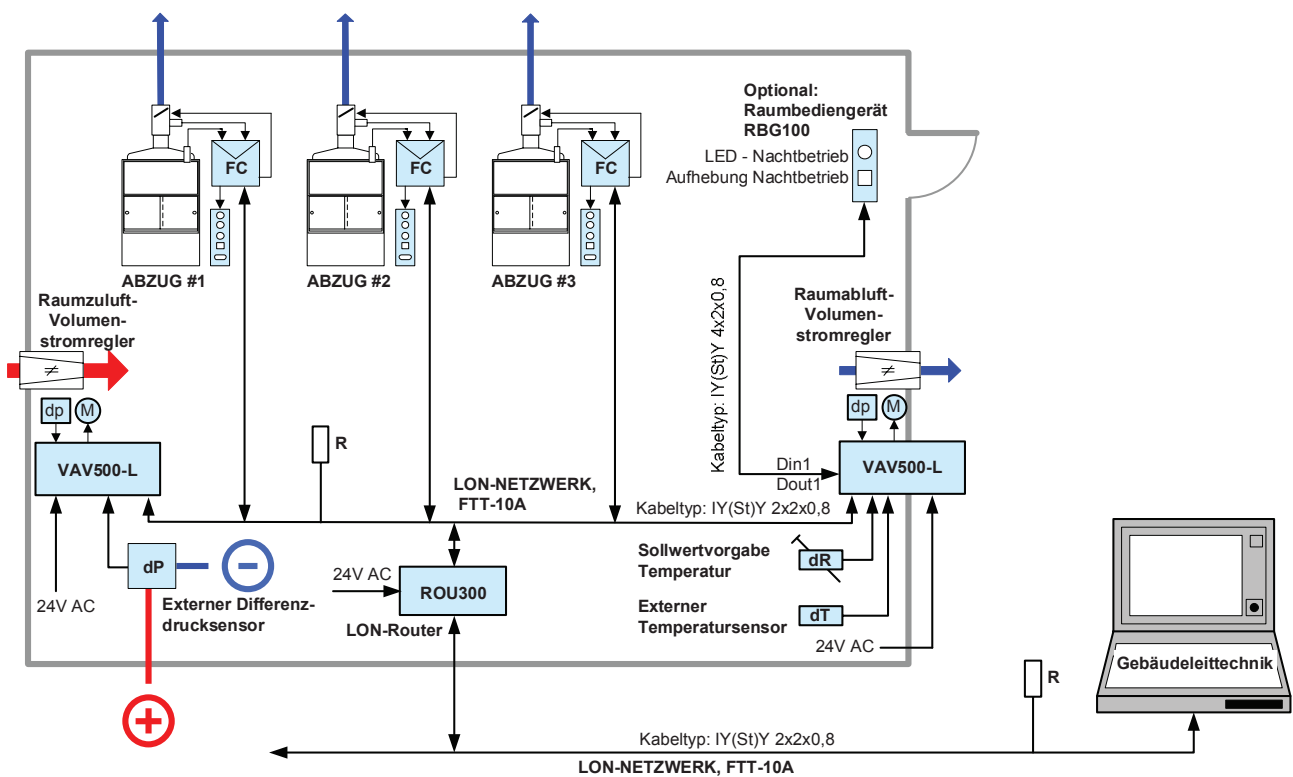 Optional:
Raumbediengerät
RBG100
LED - Nachtbetrieb
Aufhebung Nachtbetrieb
FC
FC
FC
ABZUG #1
ABZUG #2
ABZUG #3
Raumzuluft-
Volumen-
stromregler
≠
dp
M
VAV500-L
24V AC
dP
Externer Differenz-
drucksensor
R
LON-NETZWERK,
FTT-10A
Kabeltyp: IY(St)Y 2x2x0,8
24V AC
ROU300
LON-Router
Kabeltyp: IY(St)Y 4x2x0,8
Raumabluft-
Volumen-
stromregler
≠
dp
M
Din1
Dout1
VAV500-L
Sollwertvorgabe
Temperatur
dR
Externer
Temperatursensor
dT
24V AC
Gebäudeleittechnik
R
Kabeltyp: IY(St)Y 2x2x0,8
LON-NETZWERK, FTT-10A